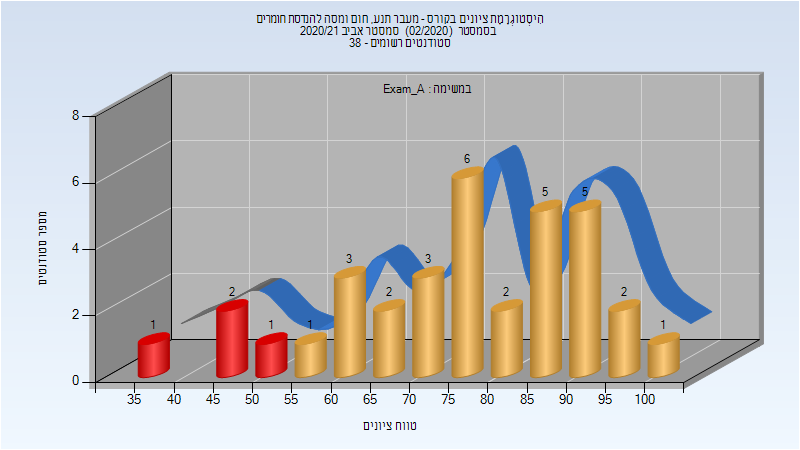 היסטוגרמת ציונים בקורס - מעבר תנע, חום ומסה להנדסת חומרים
בסמסטר (02/2020) סמסטר אביב 2020/21
סטודנטים רשומים - 38
במשימה : Exam_A
מספר סטודנטים
8
6
4
2
0
1
2
1
1
3
2
3
6
2
5
5
2
1
35 40 45 50 55 60 65 70 75 80 85 90 95 100
טווח ציונים